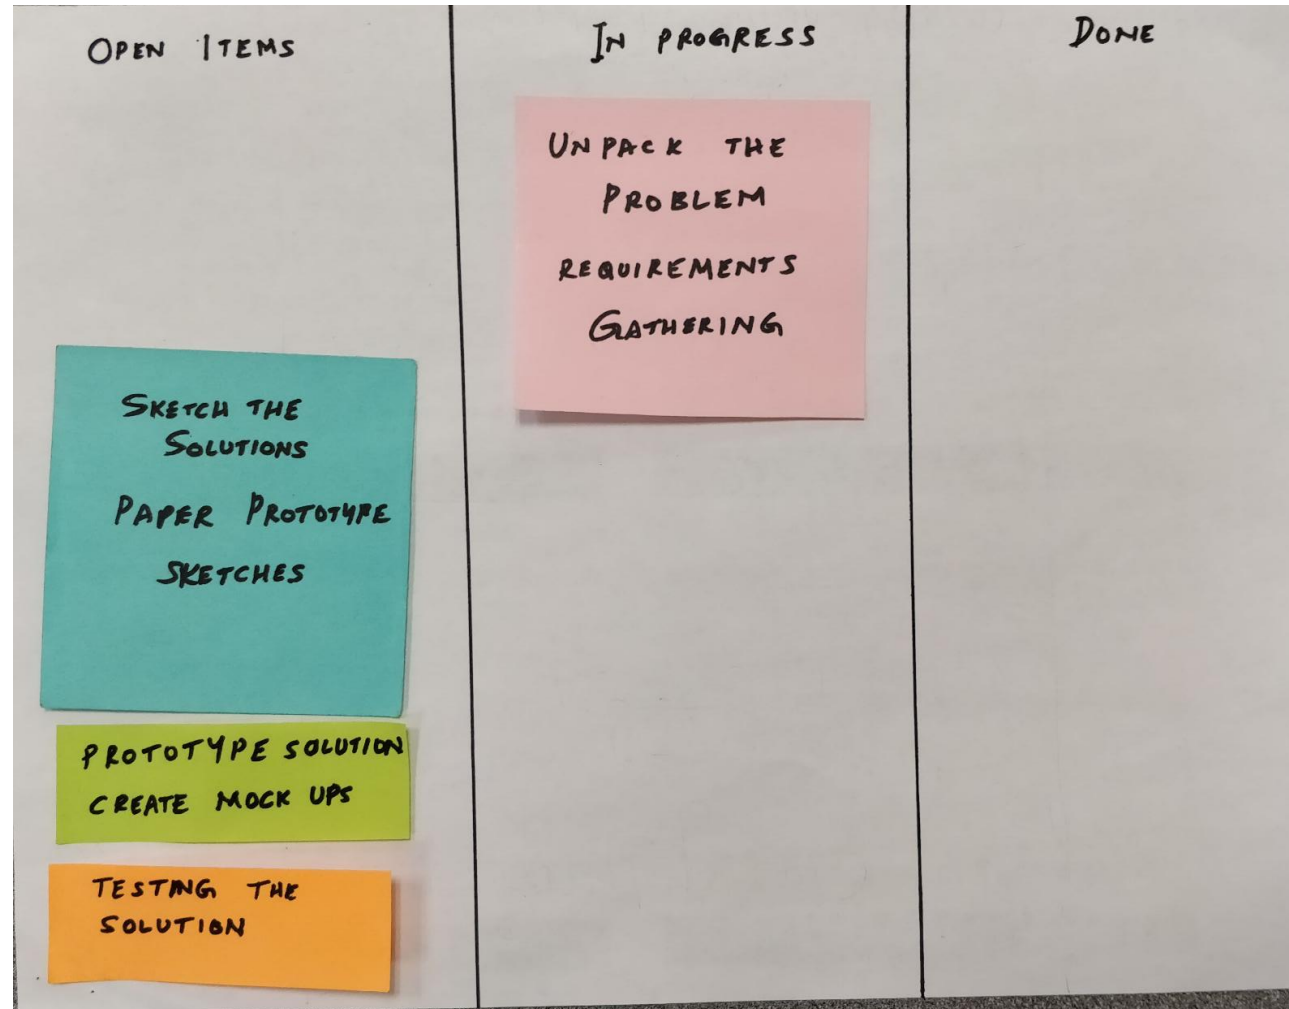 OPEN ITEMS
IN PROGRESS
DONE
UNPACK THE
PROBLEM
REQUIREMENTS
GATHERING
SKETCH THE
SOLUTIONS
PAPER PROTOTYPE
SKETCHES
PROTOTYPE SOLUTION
CREATE MOCK UPS
TESTING THE
SOLUTION